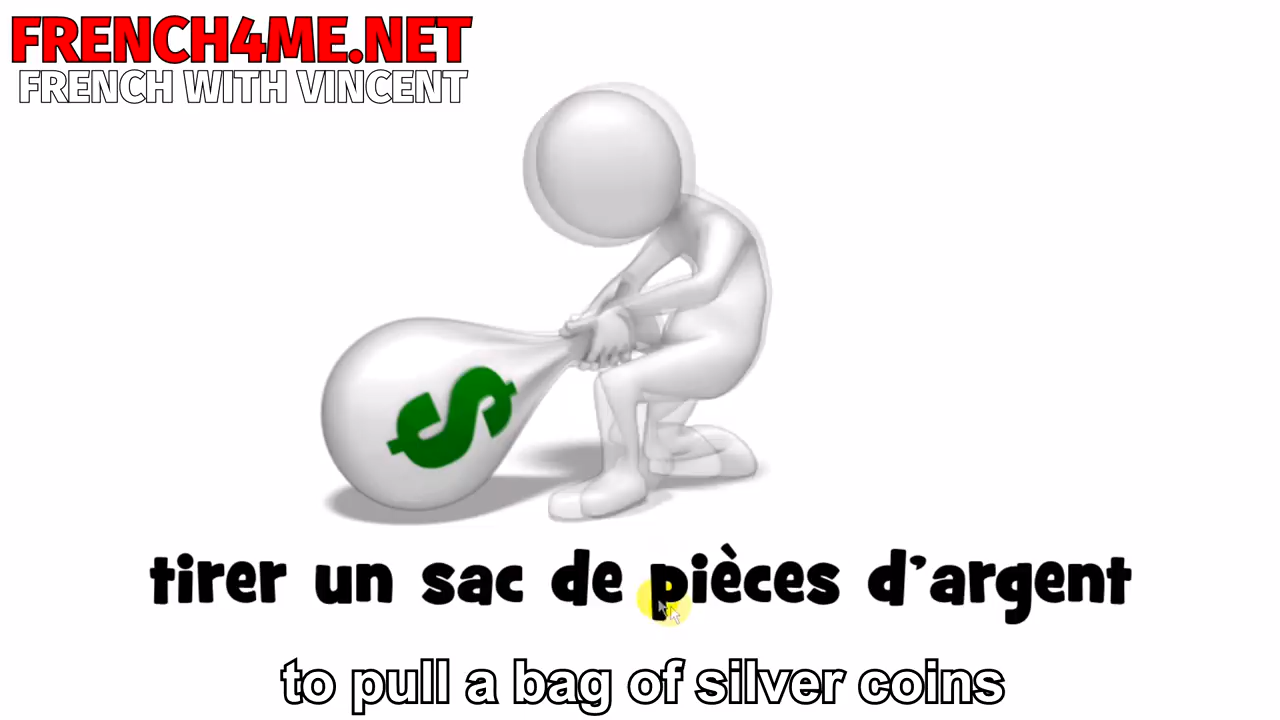 FRENCH4ME.NET
FRENCH WITH VINCENT
$
tirer un sac de pièces d'argent
to pull a bag of silver coins